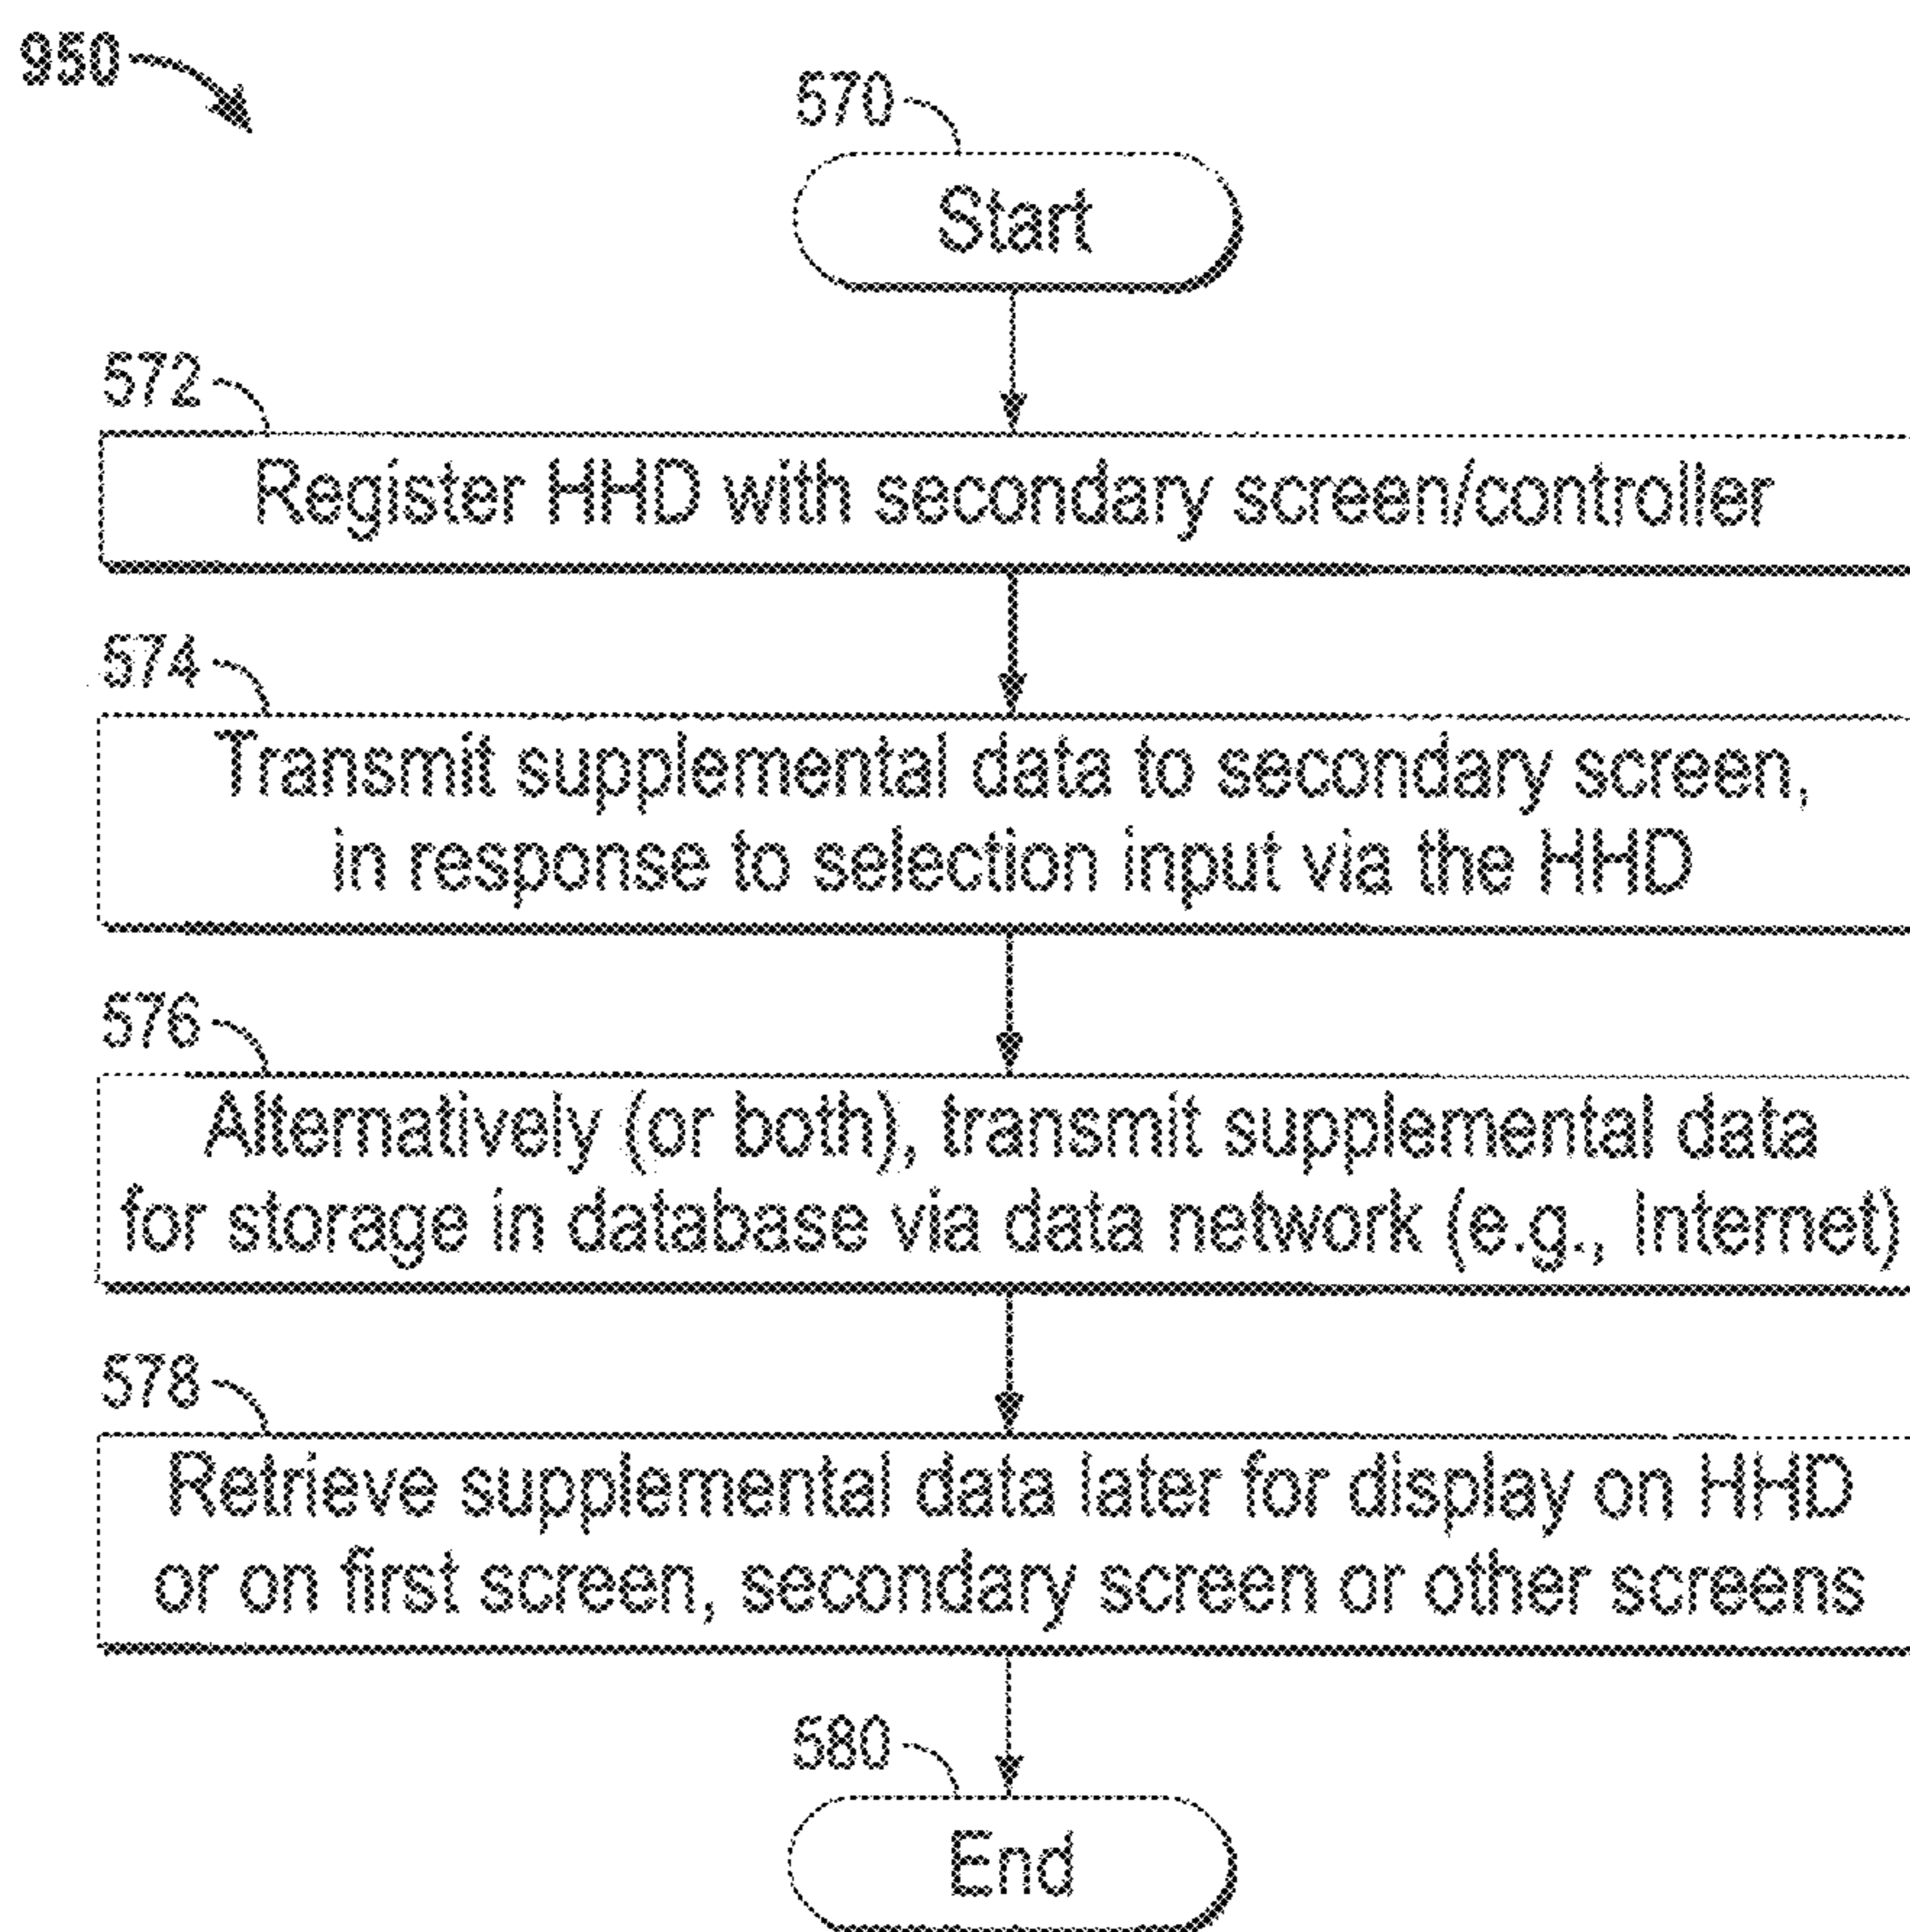 950
570
Start
572
Register HHD with secondary screen/controller
574
Transmit supplemental data to secondary screen,
in response to selection input via the HHD
576
Alternatively (or both), transmit supplemental data
for storage in database via data network (e.g., Internet)
578
Retrieve supplemental data later for display on HHD
or on first screen, secondary screen or other screens
580
End